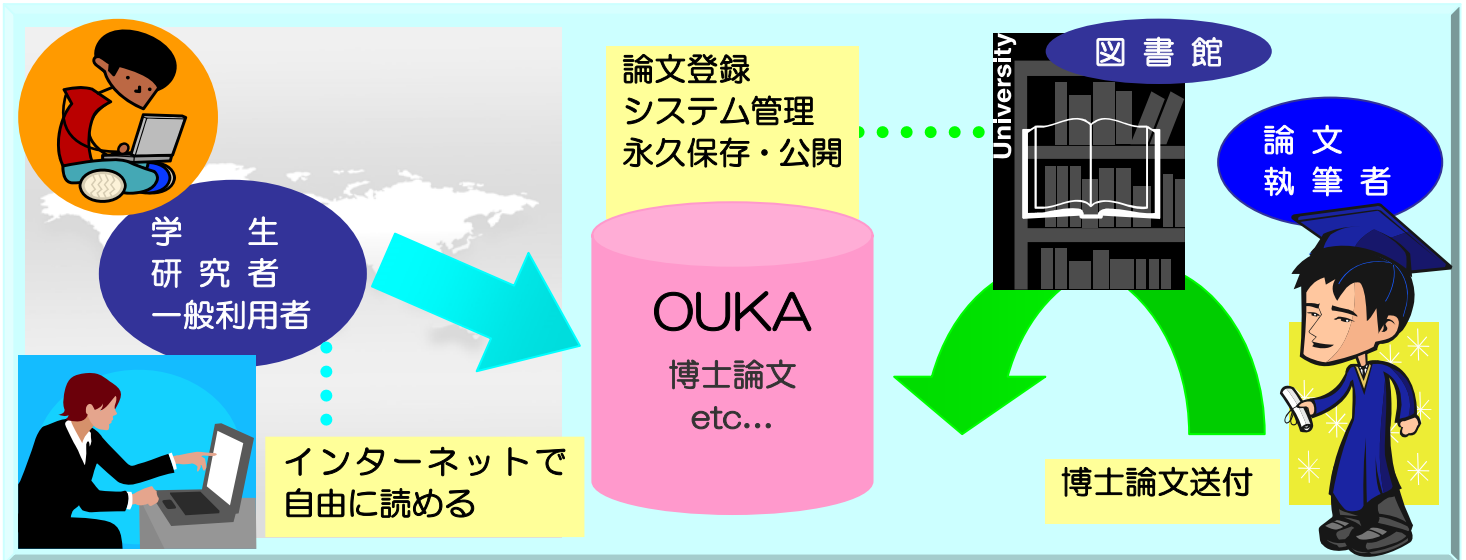 学 生
研 究 者
一般利用者
インターネットで
自由に読める
論文登録
システム管理
永久保存・公開
OUKA
博士論文
etc...
University
図 書 館
論 文
執 筆 者
博士論文送付